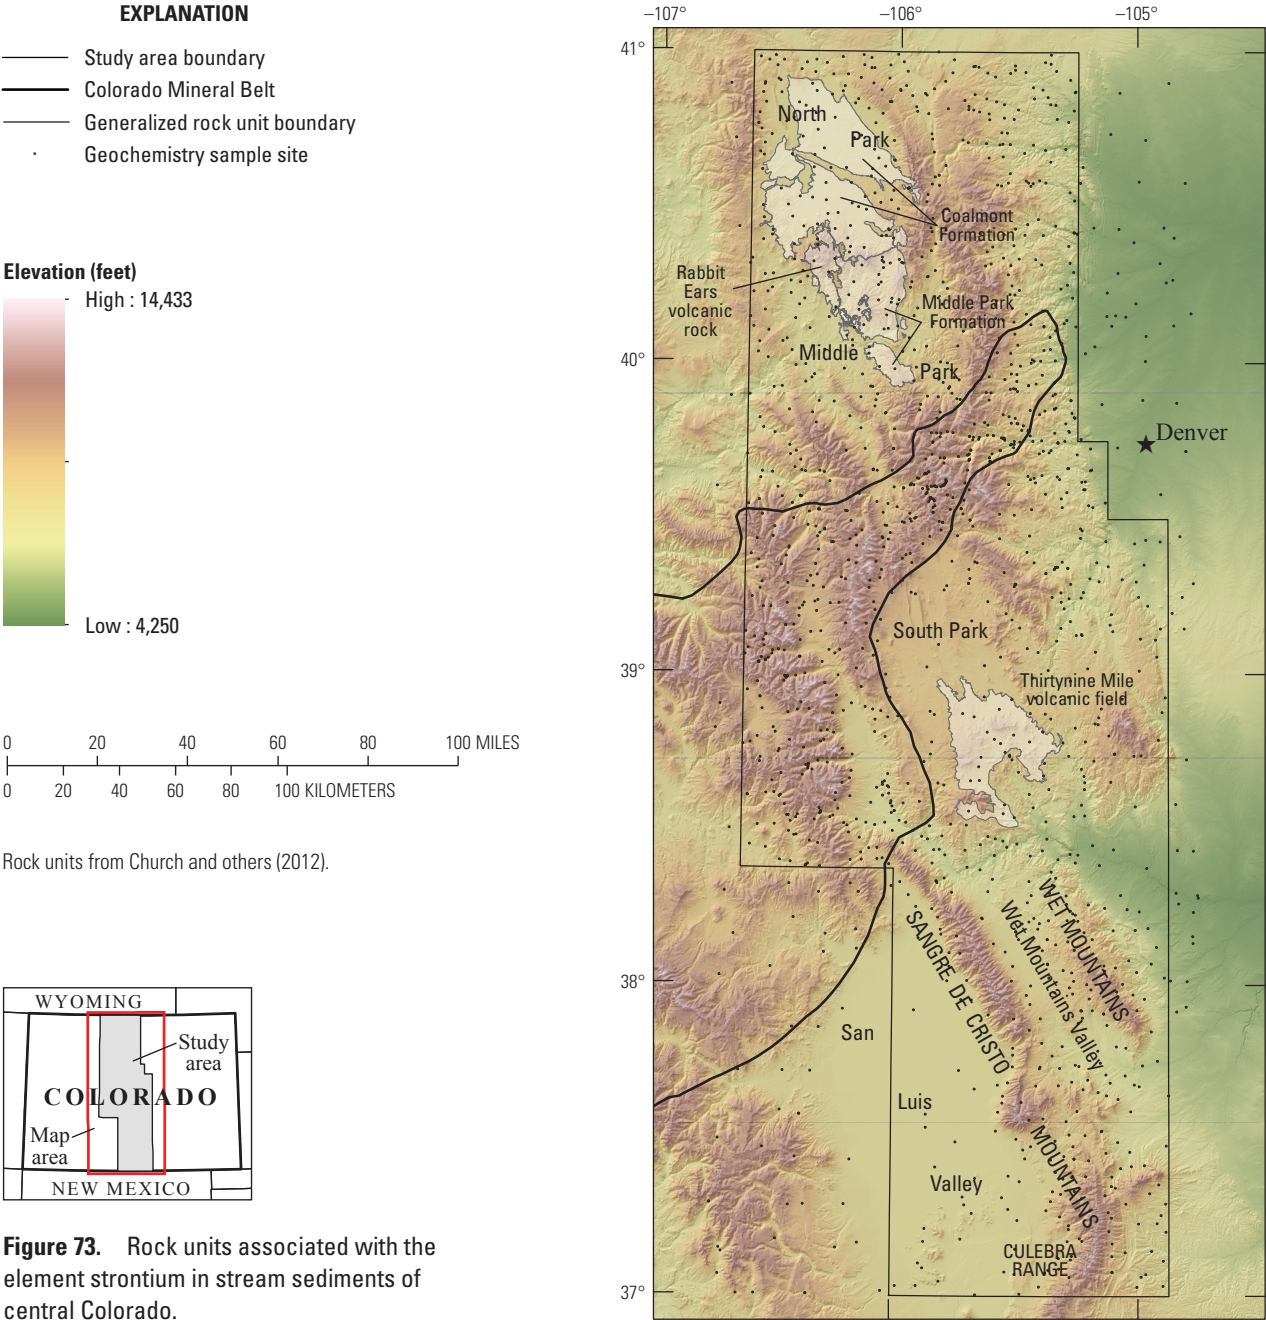 EXPLANATION
Study area boundary
Colorado Mineral Belt
Generalized rock unit boundary
Geochemistry sample site
Elevation (feet)
High : 14,433
Low : 4,250
0 20 40 60 80 100 MILES
0 20 40 60 80 100 KILOMETERS
Rock units from Church and others (2012).
WYOMING
Study
area
COLORADO
Map
area
NEW MEXICO
Figure 73. Rock units associated with the
element strontium in stream sediments of
central Colorado.
–107° –106° –105°
41°
40°
39°
38°
37°
North
Park
Coalmont
Formation
Rabbit
Ears
volcanic
rock
Middle Park
Formation
Middle
Park
Denver
South Park
Thirtynine Mile
volcanic field
WET MOUNTAINS
Wet Mountains Valley
SANGRE DE CRISTO
MOUNTAINS
San
Luis
Valley
CULEBRA
RANGE